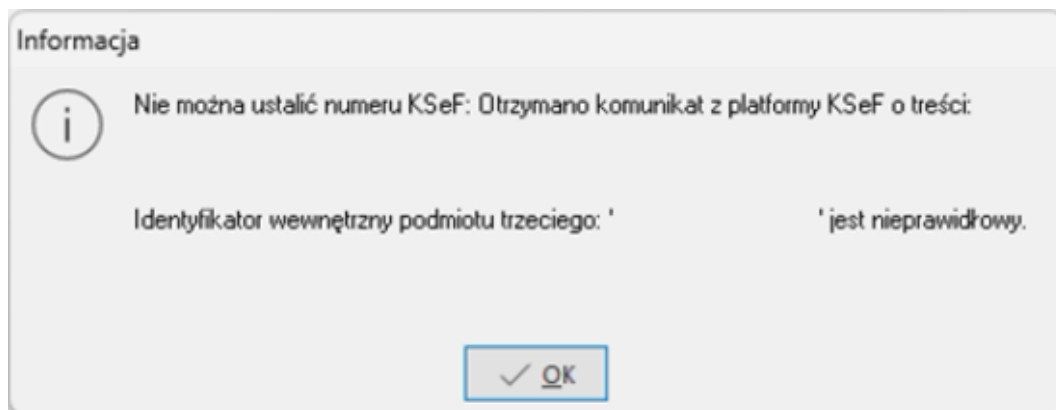 Informacja
Nie można ustalić numeru KSeF: Otrzymano komunikat z platformy KSeF o treści:
Identyfikator wewnętrzny podmiotu trzeciego: ' ' jest nieprawidłowy.
OK